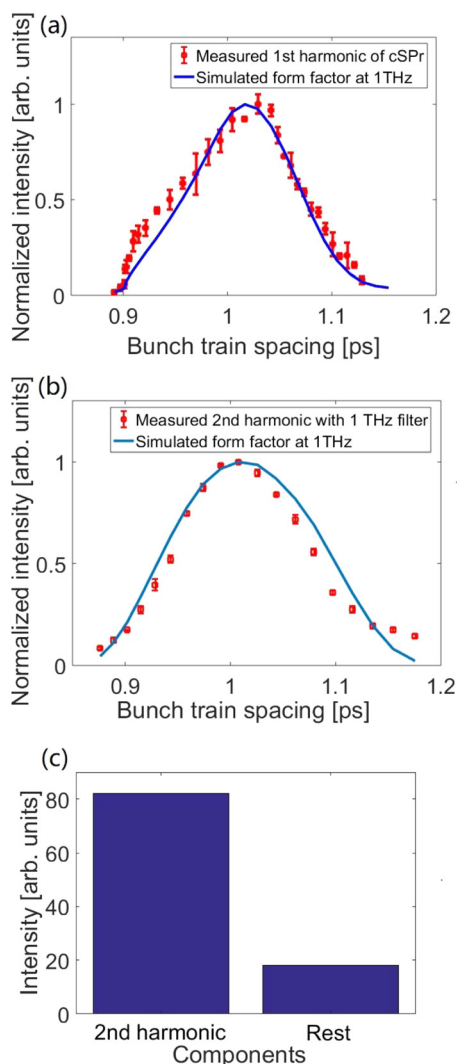 (a)
Measured 1st harmonic of cSPr
Simulated form factor at 1THz
Normalized intensity [arb. units]
1
0.5
0
0.9
1
1.1
1.2
Bunch train spacing [ps]
(b)
Measured 2nd harmonic with 1 THz filter
Simulated form factor at 1THz
Normalized intensity [arb. units]
1
0.5
0
0.9
1
1.1
1.2
Bunch train spacing [ps]
(c)
Intensity [arb. units]
80
60
40
20
0
2nd harmonic
Rest
Components